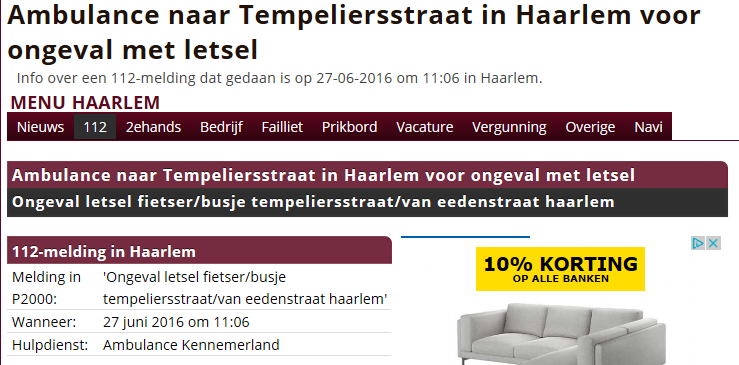 Ambulance naar Tempeliersstraat in Haarlem voor
ongeval met letsel
Info over een 112-melding dat gedaan is op 27-06-2016 om 11:06 in Haarlem.
MENU HAARLEM
Nieuws 112 2ehands Bedrijf Failliet Prikbord Vacature Vergunning Overige Navi
Ambulance naar Tempeliersstraat in Haarlem voor ongeval met letsel
Ongeval letsel fietser/busje tempeliersstraat/van eedenstraat haarlem
112-melding in Haarlem
Melding in P2000: 'Ongeval letsel fietser/busje
tempeliersstraat/van eedenstraat haarlem'
Wanneer: 27 juni 2016 om 11:06
Hulpdienst: Ambulance Kennemerland
10% KORTING
OP ALLE BANKEN